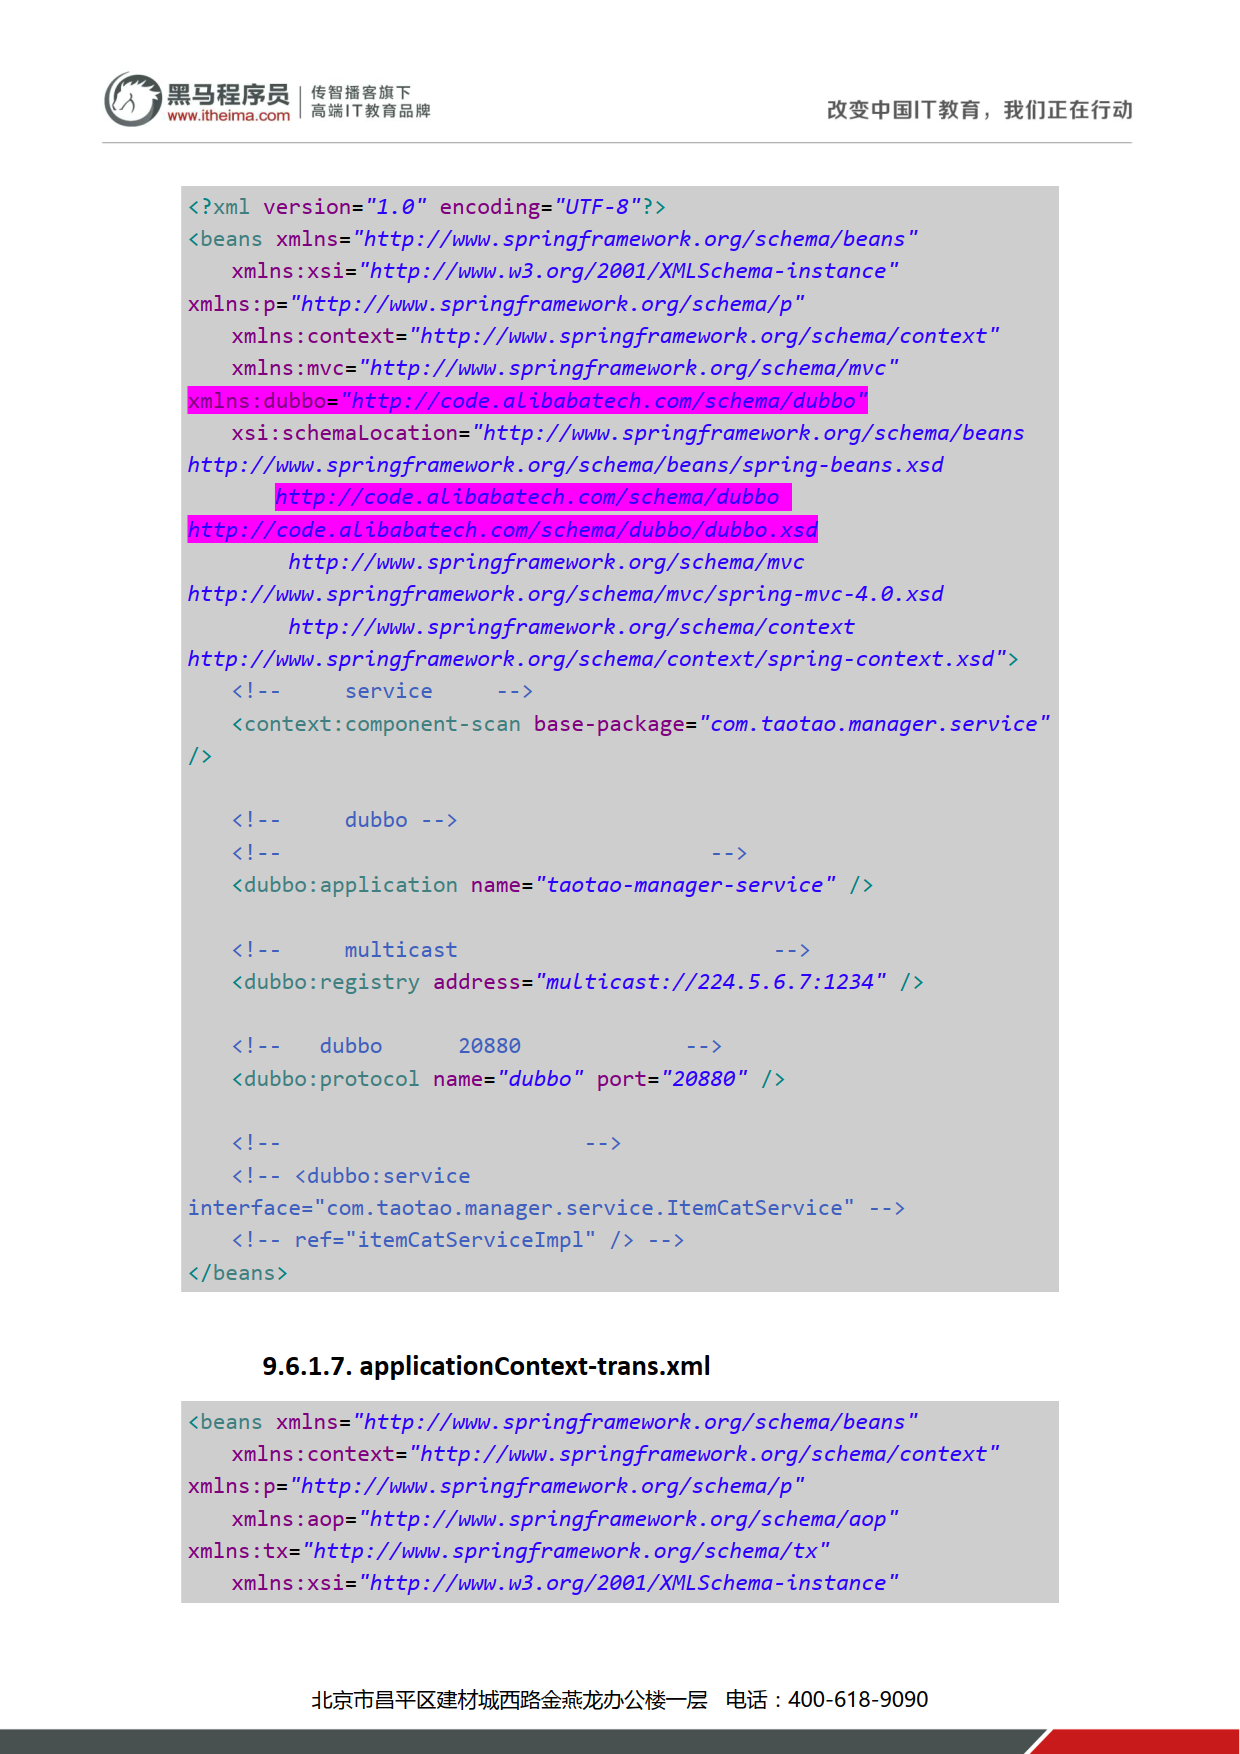 黑马程序员
www.itheima.com
传智播客旗下
高端IT教育品牌
改变中国IT教育，我们正在行动
<?xml version="1.0" encoding="UTF-8"?>
<beans xmlns="http://www.springframework.org/schema/beans"
xmlns:xsi="http://www.w3.org/2001/XMLSchema-instance"
xmlns:p="http://www.springframework.org/schema/p"
xmlns:context="http://www.springframework.org/schema/context"
xmlns:mvc="http://www.springframework.org/schema/mvc"
xmlns:dubbo="http://code.alibabatech.com/schema/dubbo"
xsi:schemaLocation="http://www.springframework.org/schema/beans
http://www.springframework.org/schema/beans/spring-beans.xsd
http://code.alibabatech.com/schema/dubbo
http://code.alibabatech.com/schema/dubbo/dubbo.xsd
http://www.springframework.org/schema/mvc
http://www.springframework.org/schema/mvc/spring-mvc-4.0.xsd
http://www.springframework.org/schema/context
http://www.springframework.org/schema/context/spring-context.xsd">
<!-- service -->
<context:component-scan base-package="com.taotao.manager.service"
/>
<!-- dubbo -->
<!-- -->
<dubbo:application name="taotao-manager-service" />
<!-- multicast -->
<dubbo:registry address="multicast://224.5.6.7:1234" />
<!-- dubbo 20880 -->
<dubbo:protocol name="dubbo" port="20880" />
<!-- -->
<!-- <dubbo:service
interface="com.taotao.manager.service.ItemCatService" -->
<!-- ref="itemCatServiceImpl" /> -->
</beans>
9.6.1.7. applicationContext-trans.xml
<beans xmlns="http://www.springframework.org/schema/beans"
xmlns:context="http://www.springframework.org/schema/context"
xmlns:p="http://www.springframework.org/schema/p"
xmlns:aop="http://www.springframework.org/schema/aop"
xmlns:tx="http://www.springframework.org/schema/tx"
xmlns:xsi="http://www.w3.org/2001/XMLSchema-instance"
北京市昌平区建材城西路金燕龙办公楼一层 电话：400-618-9090